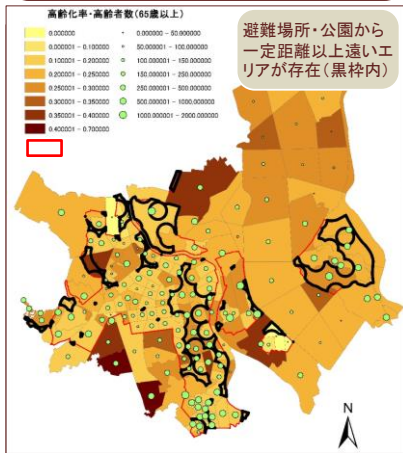 高齢化率・高齢者数(65歳以上)
0.000000
0.000001 - 0.100000
0.100001 - 0.200000
0.200001 - 0.250000
0.250001 - 0.300000
0.300001 - 0.350000
0.350001 - 0.400000
0.400001 - 0.700000
0.000000 - 50.000000
50.000001 - 100.000000
100.000001 - 150.000000
150.000001 - 250.000000
250.000001 - 500.000000
500.000001 - 1000.000000
1000.000001 - 2000.000000
避難場所・公園から
一定距離以上遠いエ
リアが存在(黒枠内)
N